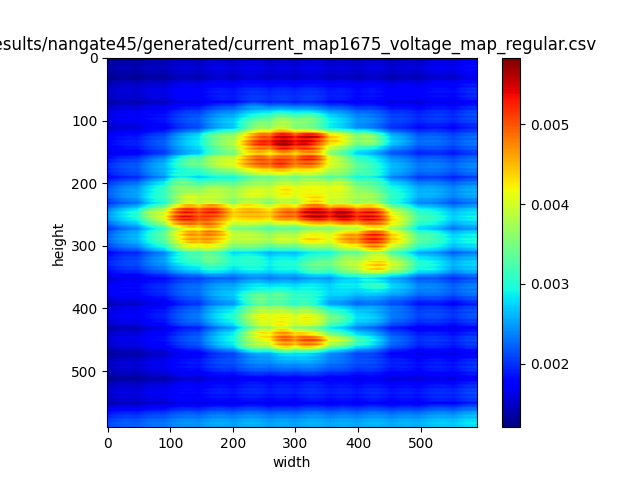 esults/nangate45/generated/current_map1675_voltage_map_regular.csv
0
100
200
300
400
500
height
0 100 200 300 400 500
width
0.005
0.004
0.003
0.002